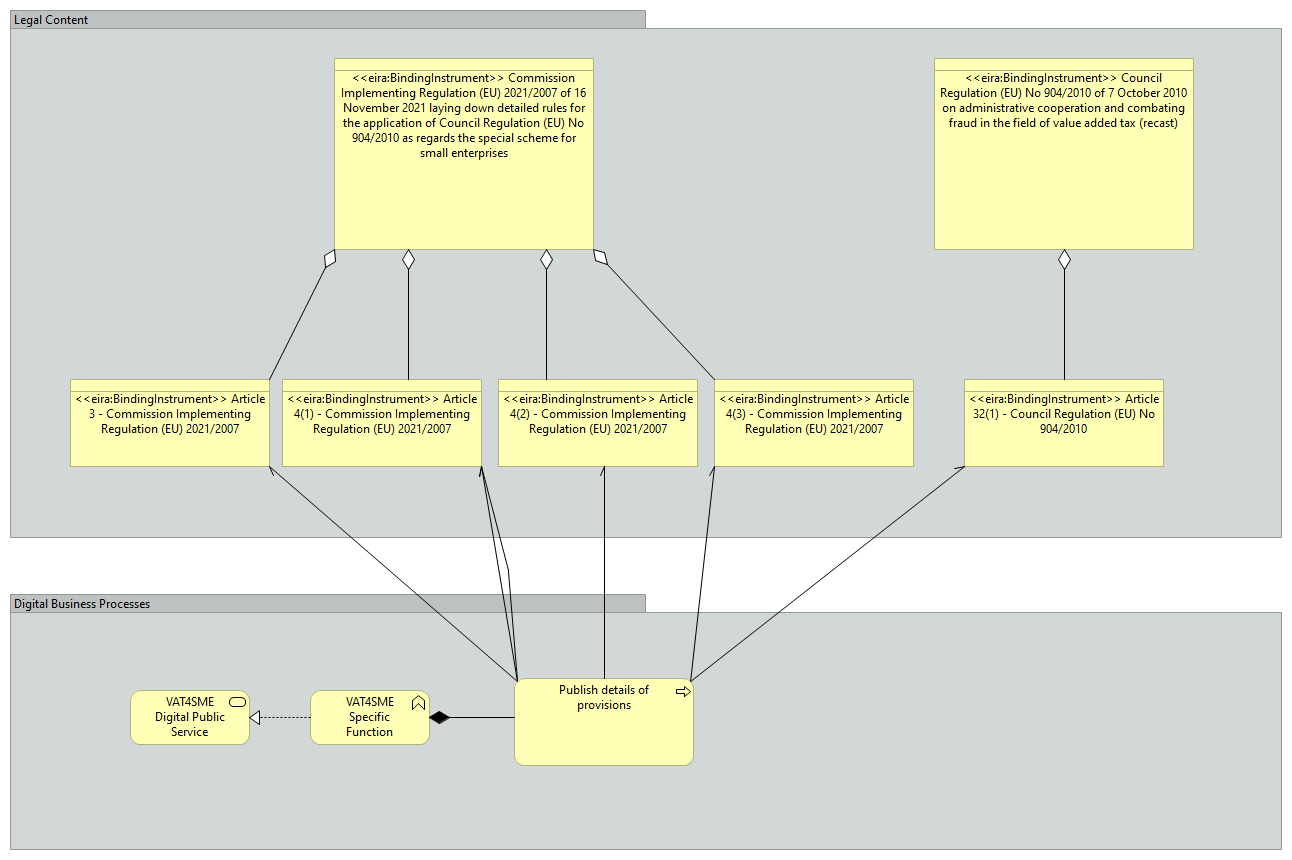 Legal Content
<<eira:BindingInstrument>> Commission
Implementing Regulation (EU) 2021/2007 of 16
November 2021 laying down detailed rules for
the application of Council Regulation (EU) No
904/2010 as regards the special scheme for
small enterprises
<<eira:BindingInstrument>> Council
Regulation (EU) No 904/2010 of 7 October 2010
on administrative cooperation and combating
fraud in the field of value added tax (recast)
<<eira:BindingInstrument>> Article
3 - Commission Implementing
Regulation (EU) 2021/2007
<<eira:BindingInstrument>> Article
4(1) - Commission Implementing
Regulation (EU) 2021/2007
<<eira:BindingInstrument>> Article
4(2) - Commission Implementing
Regulation (EU) 2021/2007
<<eira:BindingInstrument>> Article
4(3) - Commission Implementing
Regulation (EU) 2021/2007
<<eira:BindingInstrument>> Article
32(1) - Council Regulation (EU) No
904/2010
Digital Business Processes
VAT4SME
Digital Public
Service
VAT4SME
Specific
Function
Publish details of
provisions